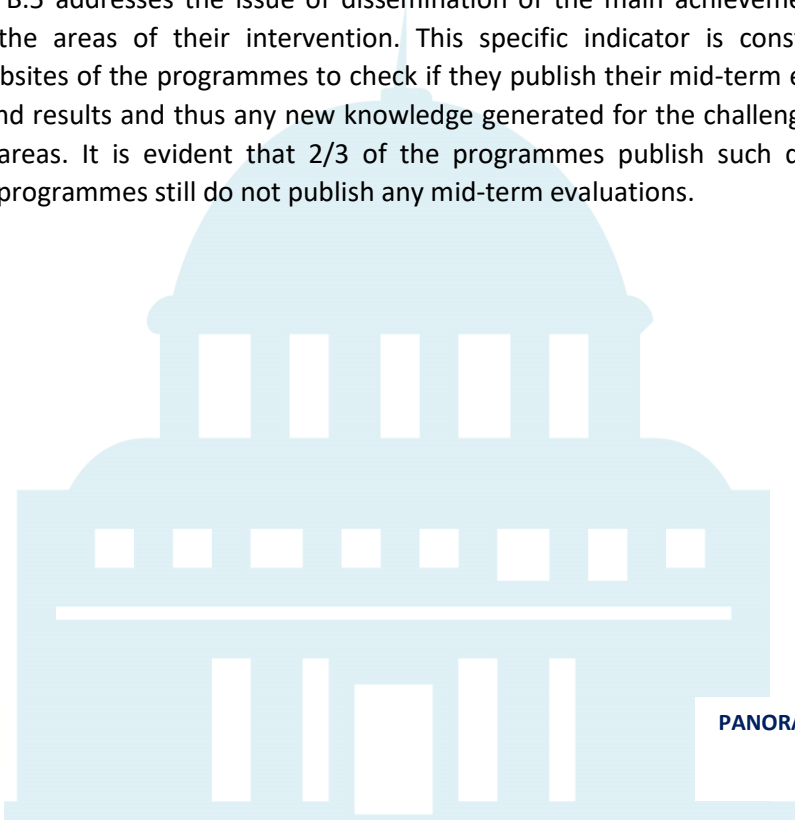 addresses the issue of dissemination of the main achieveme
the areas of their intervention. This specific indicator is const
bsites of the programmes to check if they publish their mid-term e
nd results and thus any new knowledge generated for the challeng
areas. It is evident that 2/3 of the programmes publish such
programmes still do not publish any mid-term evaluations.
PANORA